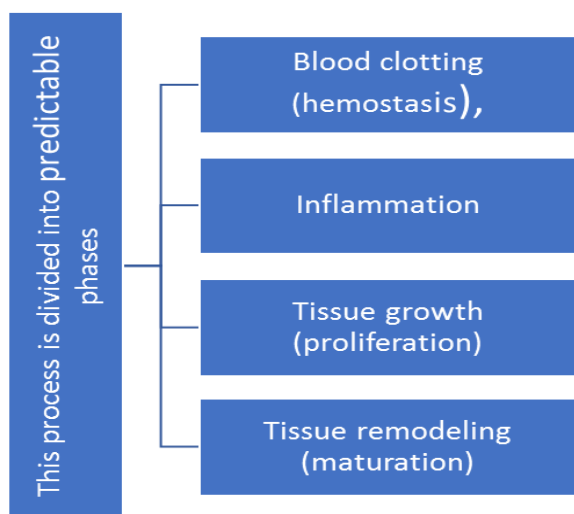 This process is divided into predictable
phases
Blood clotting
(hemostasis),
Inflammation
Tissue growth
(proliferation)
Tissue remodeling
(maturation)